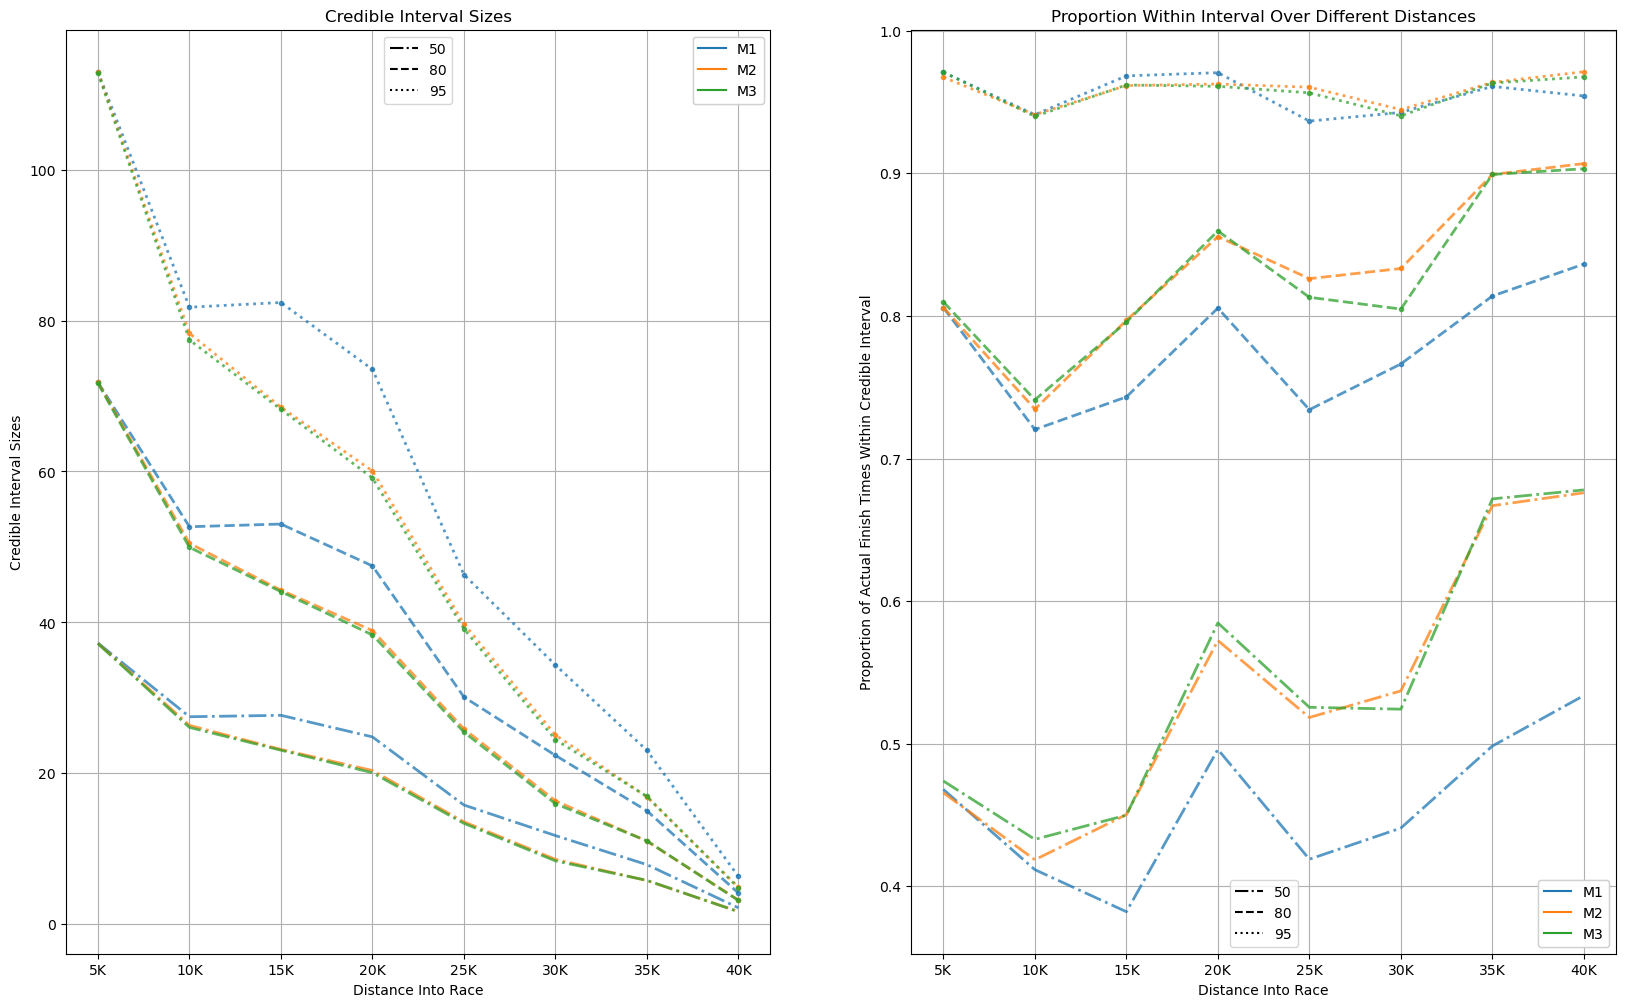 Credible Interval Sizes
50
80
95
M1
M2
M3
Credible Interval Sizes
100
80
60
40
20
0
5K 10K 15K 20K 25K 30K 35K 40K
Distance Into Race
Proportion Within Interval Over Different Distances
Proportion of Actual Finish Times Within Credible Interval
1.0
0.9
0.8
0.7
0.6
0.5
0.4
50
80
95
M1
M2
M3
5K 10K 15K 20K 25K 30K 35K 40K
Distance Into Race